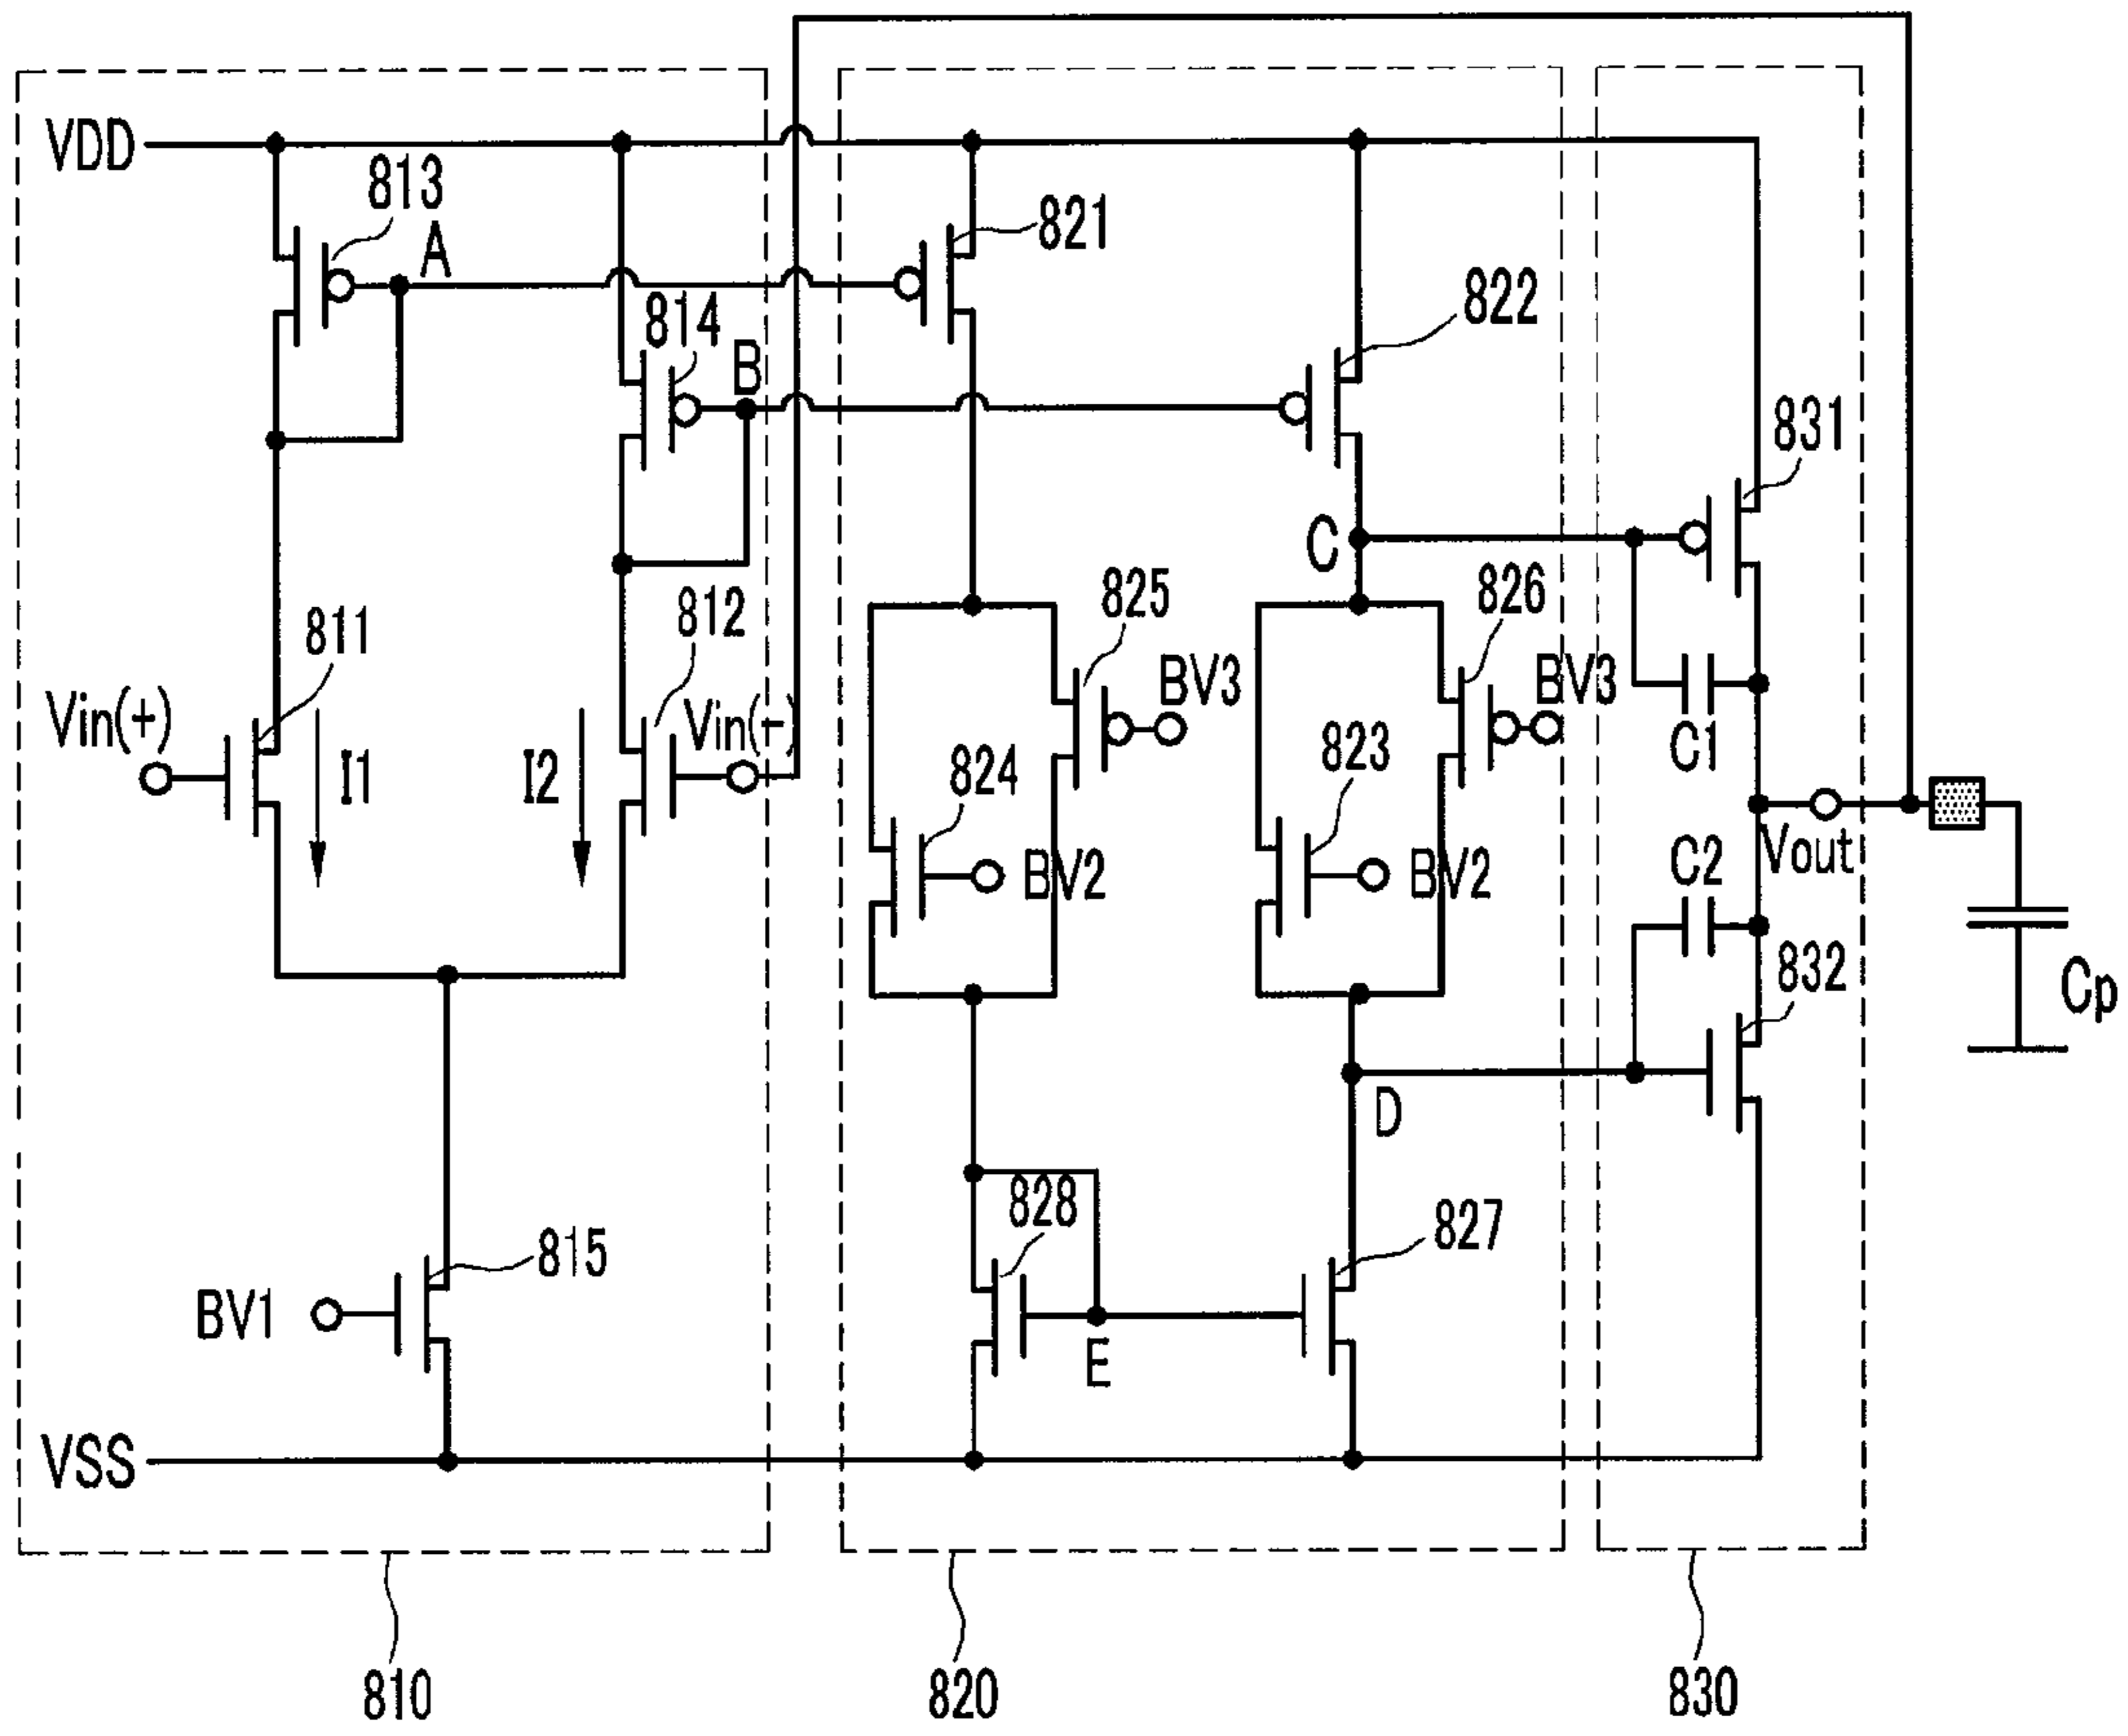 VDD
813
A
821
822
814
B
831
C
825
826
811
812
BV3
BV3
Vin(+)
Vin(-)
I1
I2
824
823
C1
BV2
BV2
C2
Vout
832
Cp
D
828
827
815
BV1
E
VSS
810
820
830